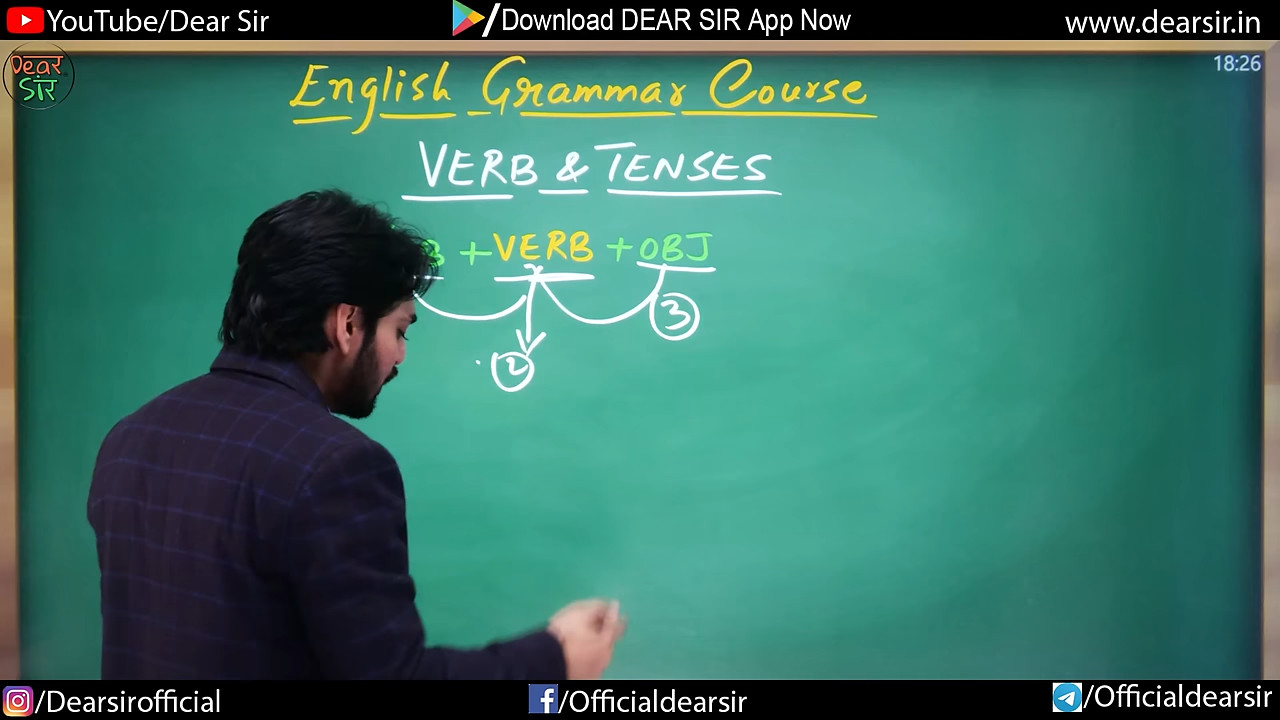 YouTube/Dear Sir
/Download DEAR SIR App Now
www.dearsir.in
Dear
सर
18:26
English Grammar Course
VERB & TENSES
B + VERB + OBJ
3
2
/Dearsirofficial
/Officialdearsir
/Officialdearsir